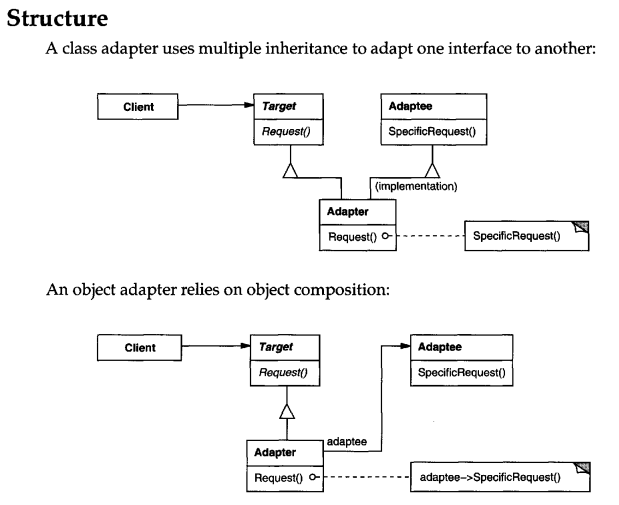 Structure
A class adapter uses multiple inheritance to adapt one interface to another:
Client
Target
Request()
Adaptee
SpecificRequest()
(implementation)
Adapter
Request()
SpecificRequest()
An object adapter relies on object composition:
Client
Target
Request()
Adaptee
SpecificRequest()
adaptee
Adapter
Request()
adaptee->SpecificRequest()